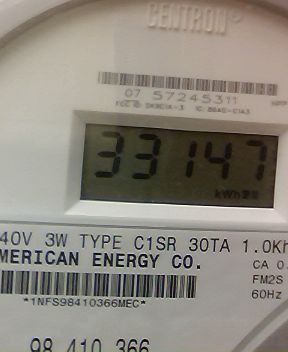 CENTRON®
07 57245311
33147
kWh
40V 3W TYPE C1SR 30TA 1.0Kh
MERICAN ENERGY CO.
CA 0.
FM2S
*1NFS98410366MEC*
60Hz
98 410 366